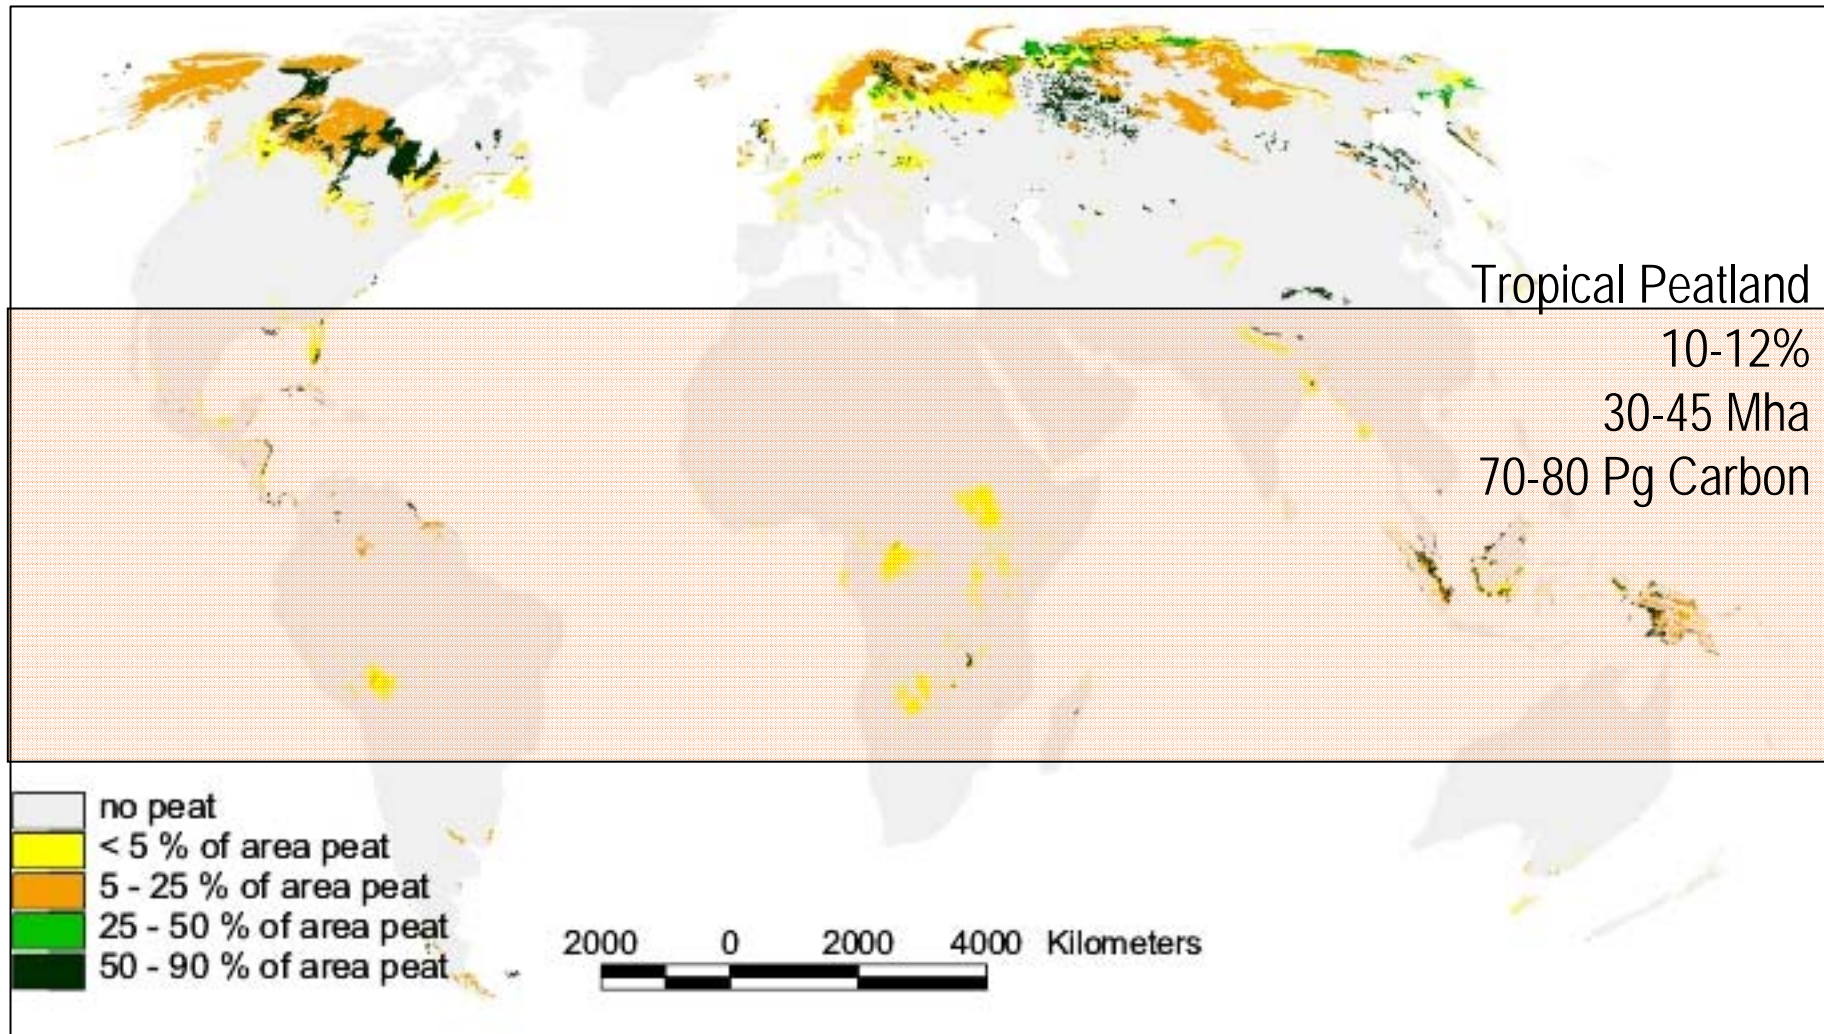 Tropical Peatland
10-12%
30-45 Mha
70-80 Pg Carbon
no peat
< 5 % of area peat
5 - 25 % of area peat
25 - 50 % of area peat
50 - 90 % of area peat
2000 0 2000 4000 Kilometers